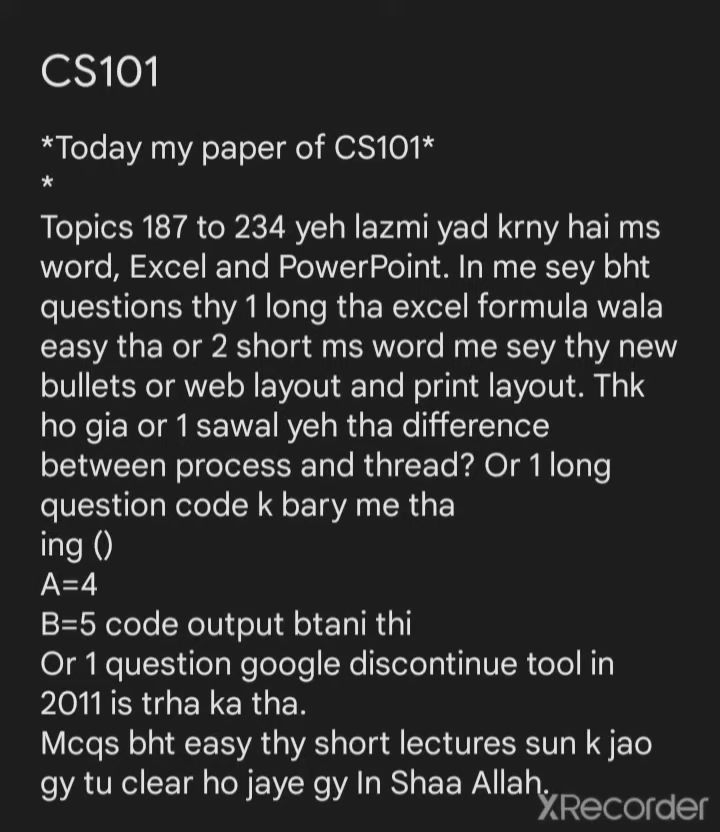 CS101
*Today my paper of CS101*
*
Topics 187 to 234 yeh lazmi yad krny hai ms
word, Excel and PowerPoint. In me sey bht
questions thy 1 long tha excel formula wala
easy tha or 2 short ms word me sey thy new
bullets or web layout and print layout. Thk
ho gia or 1 sawal yeh tha difference
between process and thread? Or 1 long
question code k bary me tha
ing ()
A=4
B=5 code output btani thi
Or 1 question google discontinue tool in
2011 is trha ka tha.
Mcqs bht easy thy short lectures sun k jao
gy tu clear ho jaye gy In Shaa Allah.
XRecorder